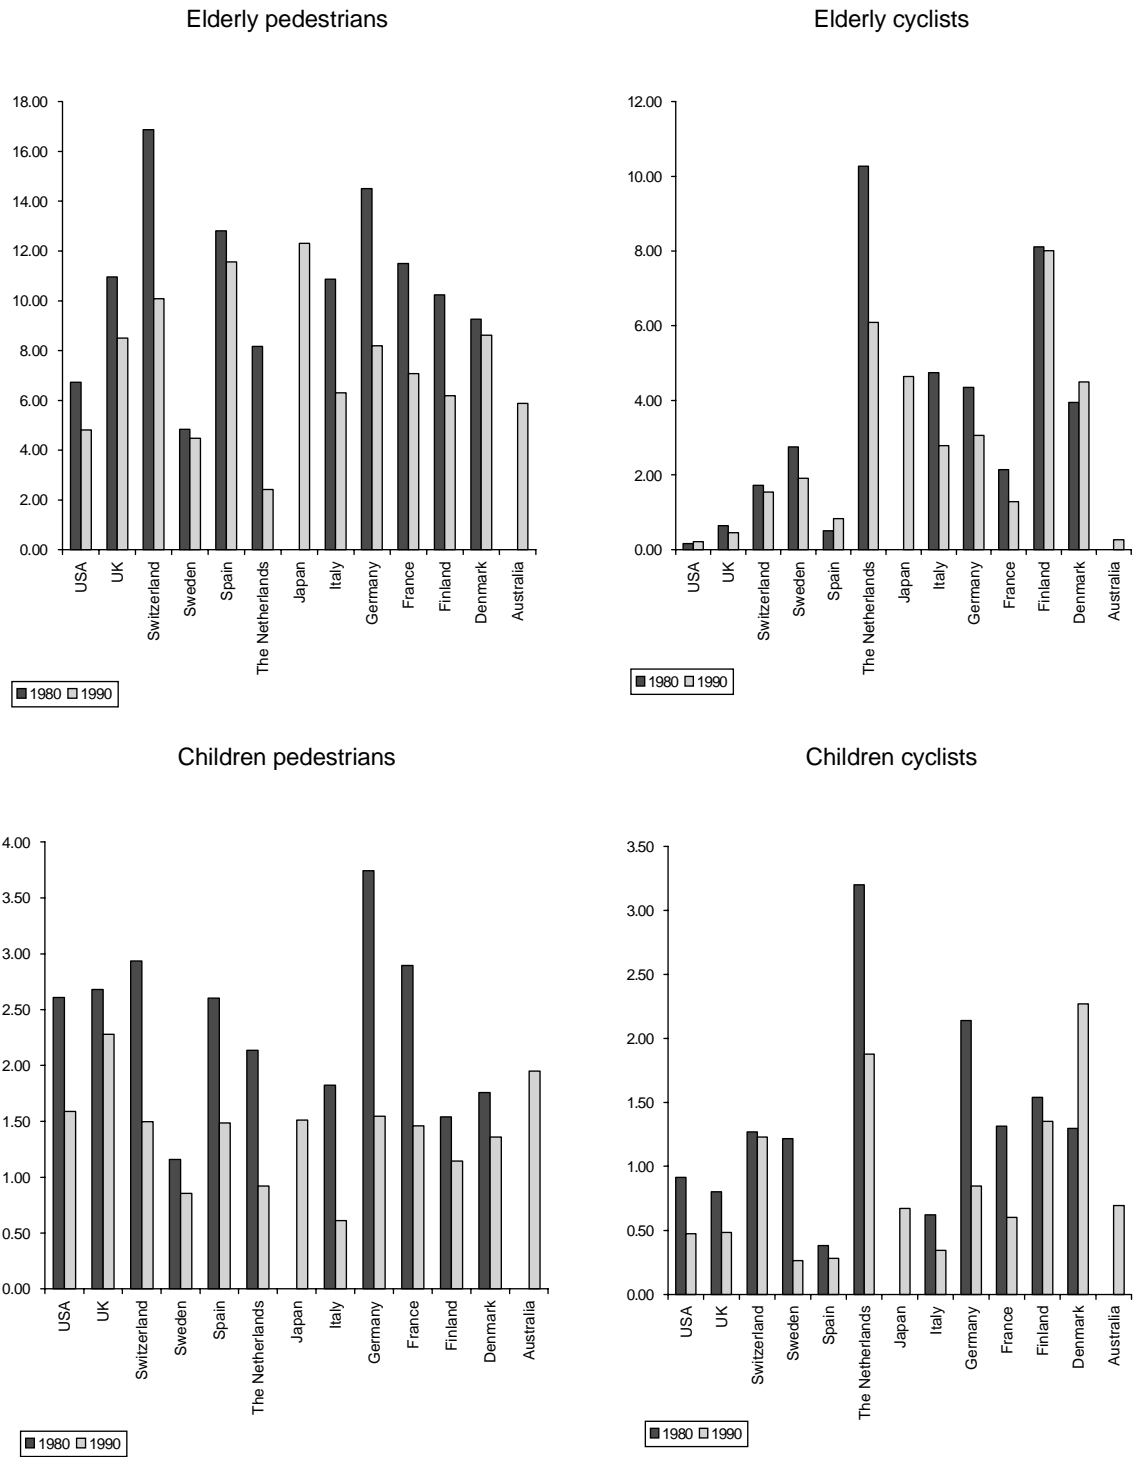 Elderly pedestrians
18.00
16.00
14.00
12.00
10.00
8.00
6.00
4.00
2.00
0.00
USA
UK
Switzerland
Sweden
Spain
The Netherlands
Japan
Italy
Germany
France
Finland
Denmark
Australia
1980 1990
Elderly cyclists
12.00
10.00
8.00
6.00
4.00
2.00
0.00
USA
UK
Switzerland
Sweden
Spain
The Netherlands
Japan
Italy
Germany
France
Finland
Denmark
Australia
1980 1990
Children pedestrians
4.00
3.50
3.00
2.50
2.00
1.50
1.00
0.50
0.00
USA
UK
Switzerland
Sweden
Spain
The Netherlands
Japan
Italy
Germany
France
Finland
Denmark
Australia
1980 1990
Children cyclists
3.50
3.00
2.50
2.00
1.50
1.00
0.50
0.00
USA
UK
Switzerland
Sweden
Spain
The Netherlands
Japan
Italy
Germany
France
Finland
Denmark
Australia
1980 1990